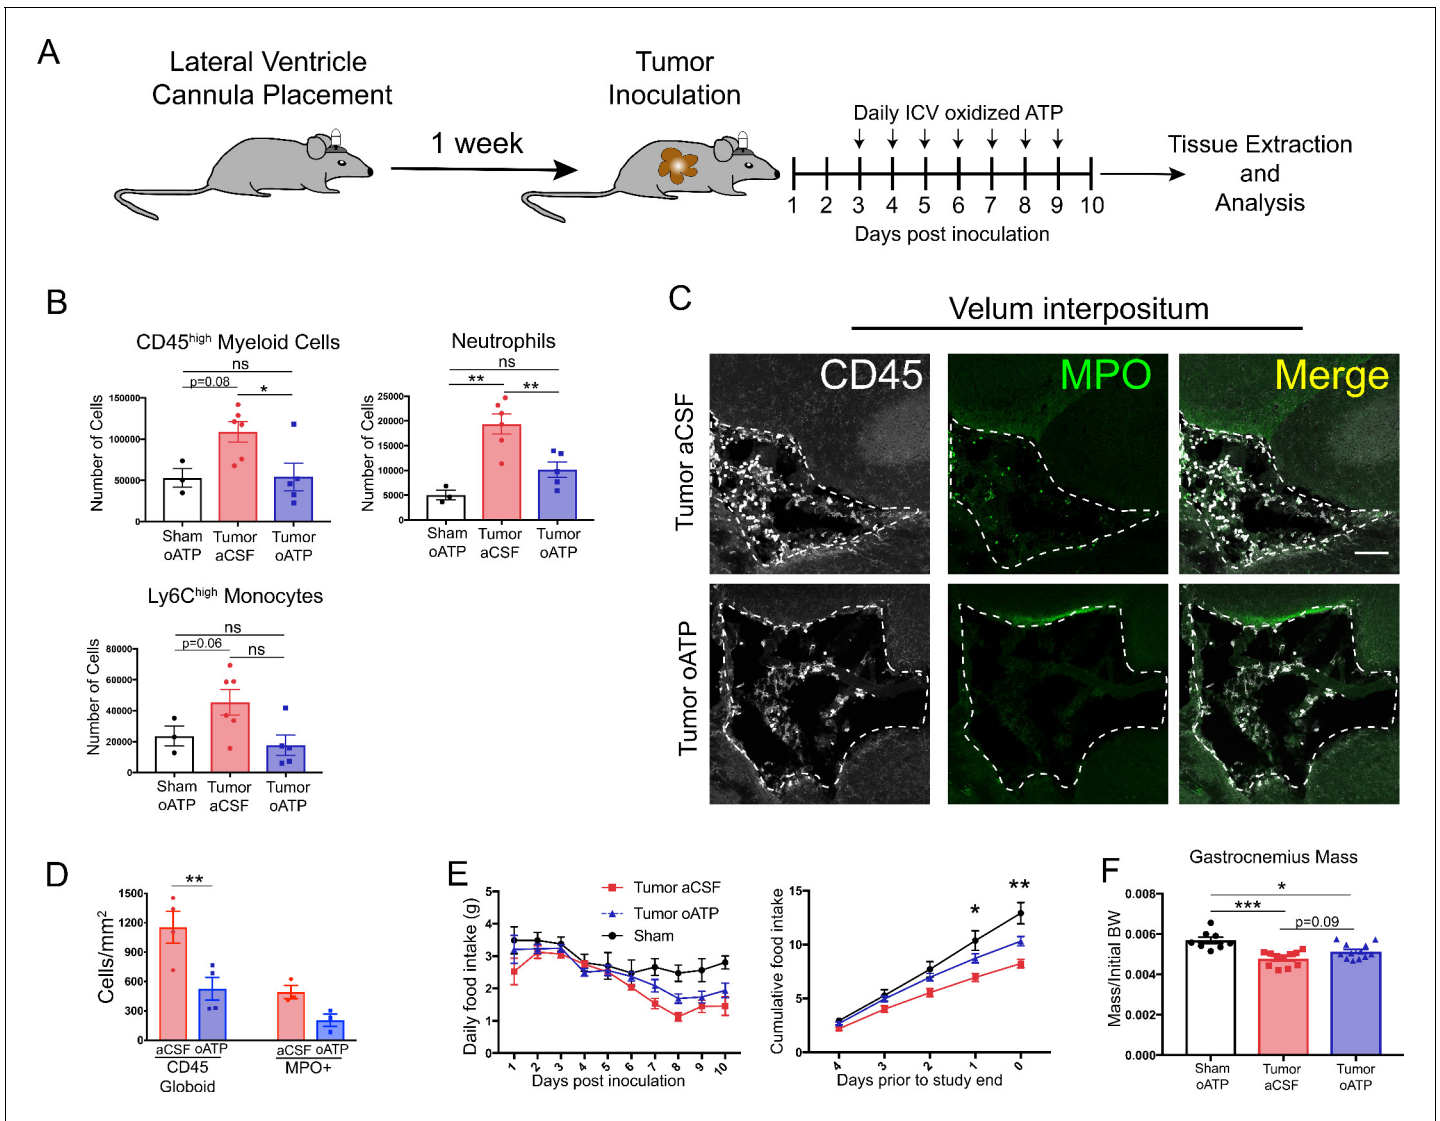 A
Lateral Ventricle
Cannula Placement
1 week
Tumor
Inoculation
Daily ICV oxidized ATP
1 2 3 4 5 6 7 8 9 10
Days post inoculation
Tissue Extraction
and
Analysis
B
CD45high Myeloid Cells
ns
p=0.08
*
150000
100000
50000
0
Number of Cells
Sham
oATP
Tumor
aCSF
Tumor
oATP
Neutrophils
ns
**
**
25000
20000
15000
10000
5000
0
Number of Cells
Sham
oATP
Tumor
aCSF
Tumor
oATP
Ly6Chigh Monocytes
ns
p=0.06
ns
80000
60000
40000
20000
0
Number of Cells
Sham
oATP
Tumor
aCSF
Tumor
oATP
C
Velum interpositum
CD45
MPO
Merge
Tumor aCSF
Tumor oATP
D
**
1500
1200
900
600
300
0
Cells/mm2
aCSF oATP
CD45
Globoid
aCSF oATP
MPO+
E
Tumor aCSF
Tumor oATP
Sham
5
4
3
2
1
0
Daily food intake (g)
1 2 3 4 5 6 7 8 9 10
Days post inoculation
*
**
15
10
5
0
Cumulative food intake
4 3 2 1 0
Days prior to study end
F
Gastrocnemius Mass
*
***
p=0.09
0.008
0.006
0.004
0.002
0.000
Mass/Initial BW
Sham
oATP
Tumor
aCSF
Tumor
oATP